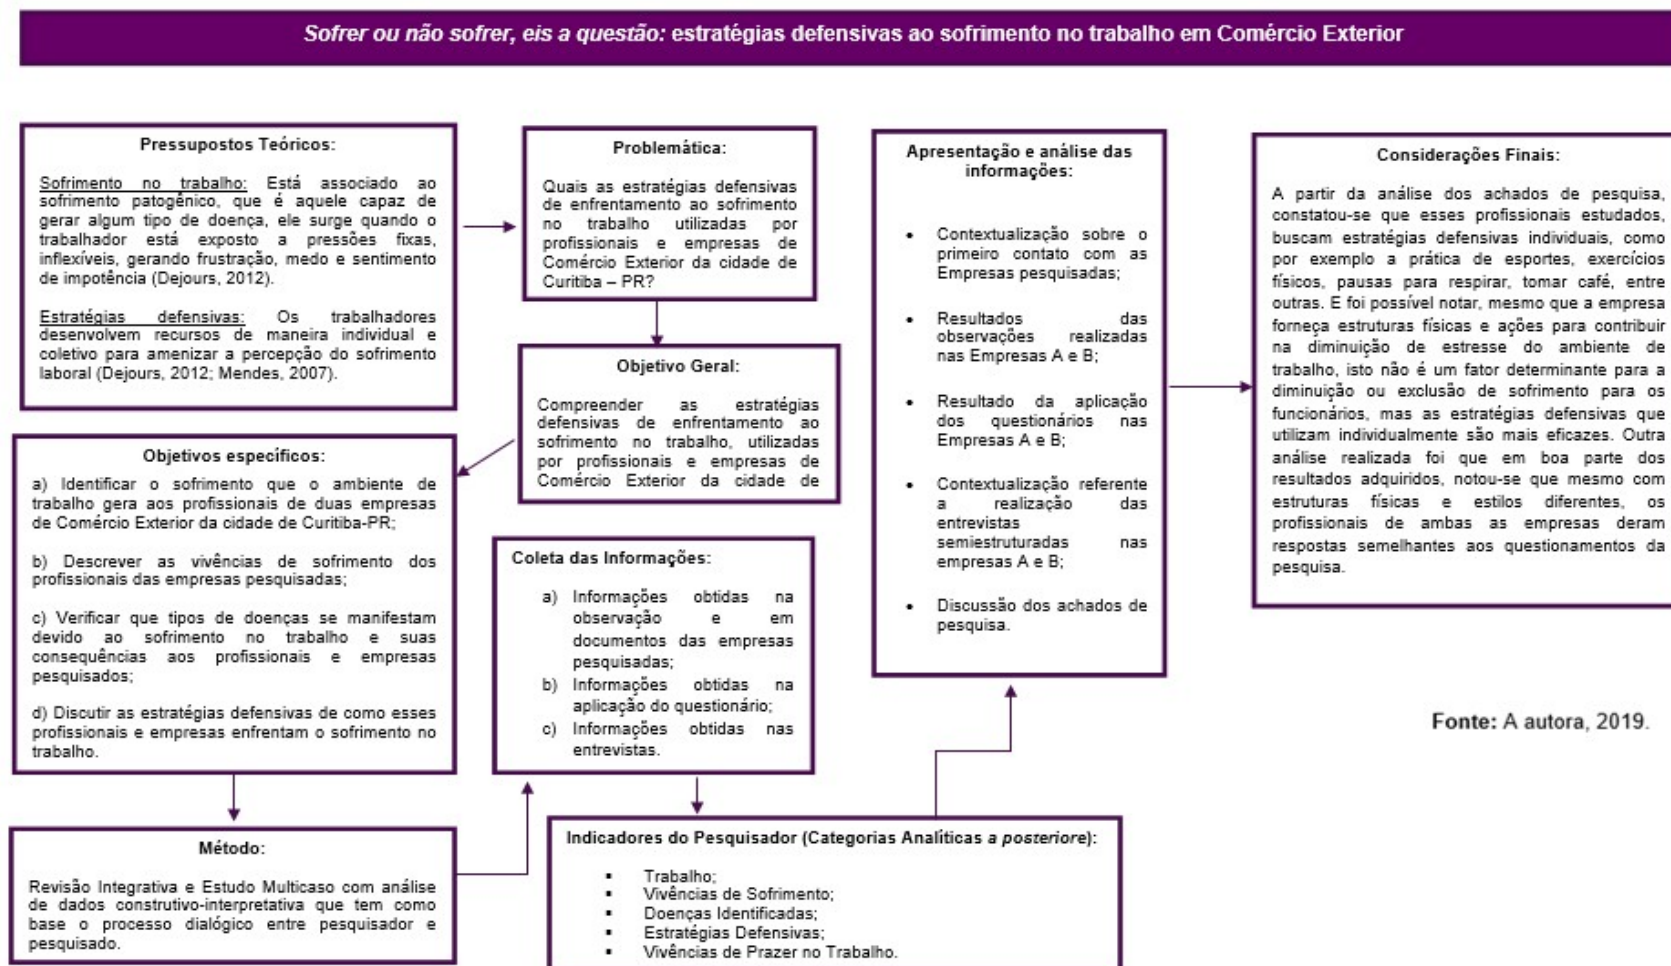 Sofrer ou não sofrer, eis a questão: estratégias defensivas ao sofrimento no trabalho em Comércio Exterior
Pressupostos Teóricos:
Sofrimento no trabalho: Está associado ao
sofrimento patogênico, que é aquele capaz de
gerar algum tipo de doença, ele surge quando o
trabalhador está exposto a pressões fixas,
inflexíveis, gerando frustração, medo e sentimento
de impotência (Dejours, 2012).
Estratégias defensivas: Os trabalhadores
desenvolvem recursos de maneira individual e
coletivo para amenizar a percepção do sofrimento
laboral (Dejours, 2012; Mendes, 2007).
Problemática:
Quais as estratégias defensivas
de enfrentamento ao sofrimento
no trabalho utilizadas por
profissionais e empresas de
Comércio Exterior da cidade de
Curitiba – PR?
Objetivo Geral:
Compreender as estratégias
defensivas de enfrentamento ao
sofrimento no trabalho, utilizadas
por profissionais e empresas de
Comércio Exterior da cidade de
Objetivos específicos:
a) Identificar o sofrimento que o ambiente de
trabalho gera aos profissionais de duas empresas
de Comércio Exterior da cidade de Curitiba-PR;
b) Descrever as vivências de sofrimento dos
profissionais das empresas pesquisadas;
c) Verificar que tipos de doenças se manifestam
devido ao sofrimento no trabalho e suas
consequências aos profissionais e empresas
pesquisados;
d) Discutir as estratégias defensivas de como esses
profissionais e empresas enfrentam o sofrimento no
trabalho.
Método:
Revisão Integrativa e Estudo Multicaso com análise
de dados construtivo-interpretativa que tem como
base o processo dialógico entre pesquisador e
pesquisado.
Coleta das Informações:
a) Informações obtidas na
observação e em
documentos das empresas
pesquisadas;
b) Informações obtidas na
aplicação do questionário;
c) Informações obtidas nas
entrevistas.
Indicadores do Pesquisador (Categorias Analíticas a posteriore):
▪ Trabalho;
▪ Vivências de Sofrimento;
▪ Doenças Identificadas;
▪ Estratégias Defensivas;
▪ Vivências de Prazer no Trabalho.
Apresentação e análise das
informações:
• Contextualização sobre o
primeiro contato com as
Empresas pesquisadas;
• Resultados das
observações realizadas
nas Empresas A e B;
• Resultado da aplicação
dos questionários nas
Empresas A e B;
• Contextualização referente
a realização das
entrevistas
semiestruturadas nas
empresas A e B;
• Discussão dos achados de
pesquisa.
Considerações Finais:
A partir da análise dos achados de pesquisa,
constatou-se que esses profissionais estudados,
buscam estratégias defensivas individuais, como
por exemplo a prática de esportes, exercícios
físicos, pausas para respirar, tomar café, entre
outras. E foi possível notar, mesmo que a empresa
forneça estruturas físicas e ações para contribuir
na diminuição de estresse do ambiente de
trabalho, isto não é um fator determinante para a
diminuição ou exclusão de sofrimento para os
funcionários, mas as estratégias defensivas que
utilizam individualmente são mais eficazes. Outra
análise realizada foi que em boa parte dos
resultados adquiridos, notou-se que mesmo com
estruturas físicas e estilos diferentes, os
profissionais de ambas as empresas deram
respostas semelhantes aos questionamentos da
pesquisa.
Fonte: A autora, 2019.